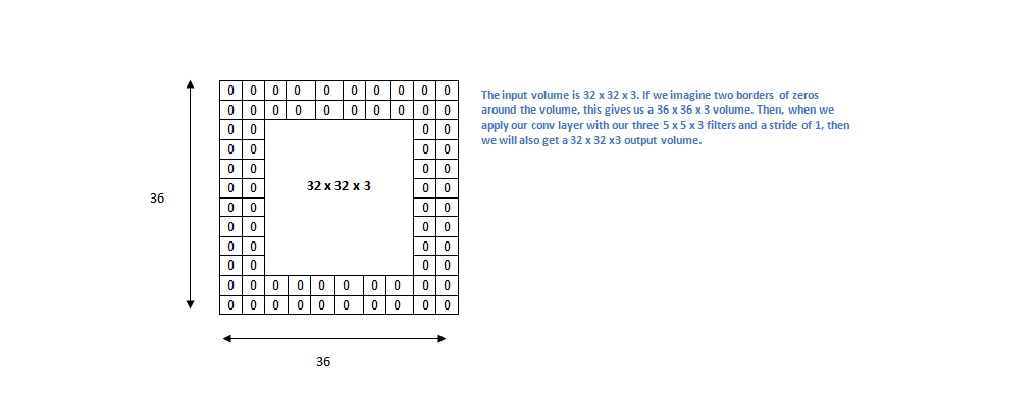 0 0 0 0 0 0 0 0 0 0
0 0 0 0 0 0 0 0 0 0
0 0 0 0
0 0 0 0
0 0 0 0
0 0 32 x 32 x 3 0 0
36
0 0 0 0
0 0 0 0
0 0 0 0
0 0 0 0
0 0 0 0 0 0 0 0 0 0
0 0 0 0 0 0 0 0 0 0
36
The input volume is 32 x 32 x 3. If we imagine two borders of zeros
around the volume, this gives us a 36 x 36 x 3 volume. Then, when we
apply our conv layer with our three 5 x 5 x 3 filters and a stride of 1, then
we will also get a 32 x 32 x3 output volume.